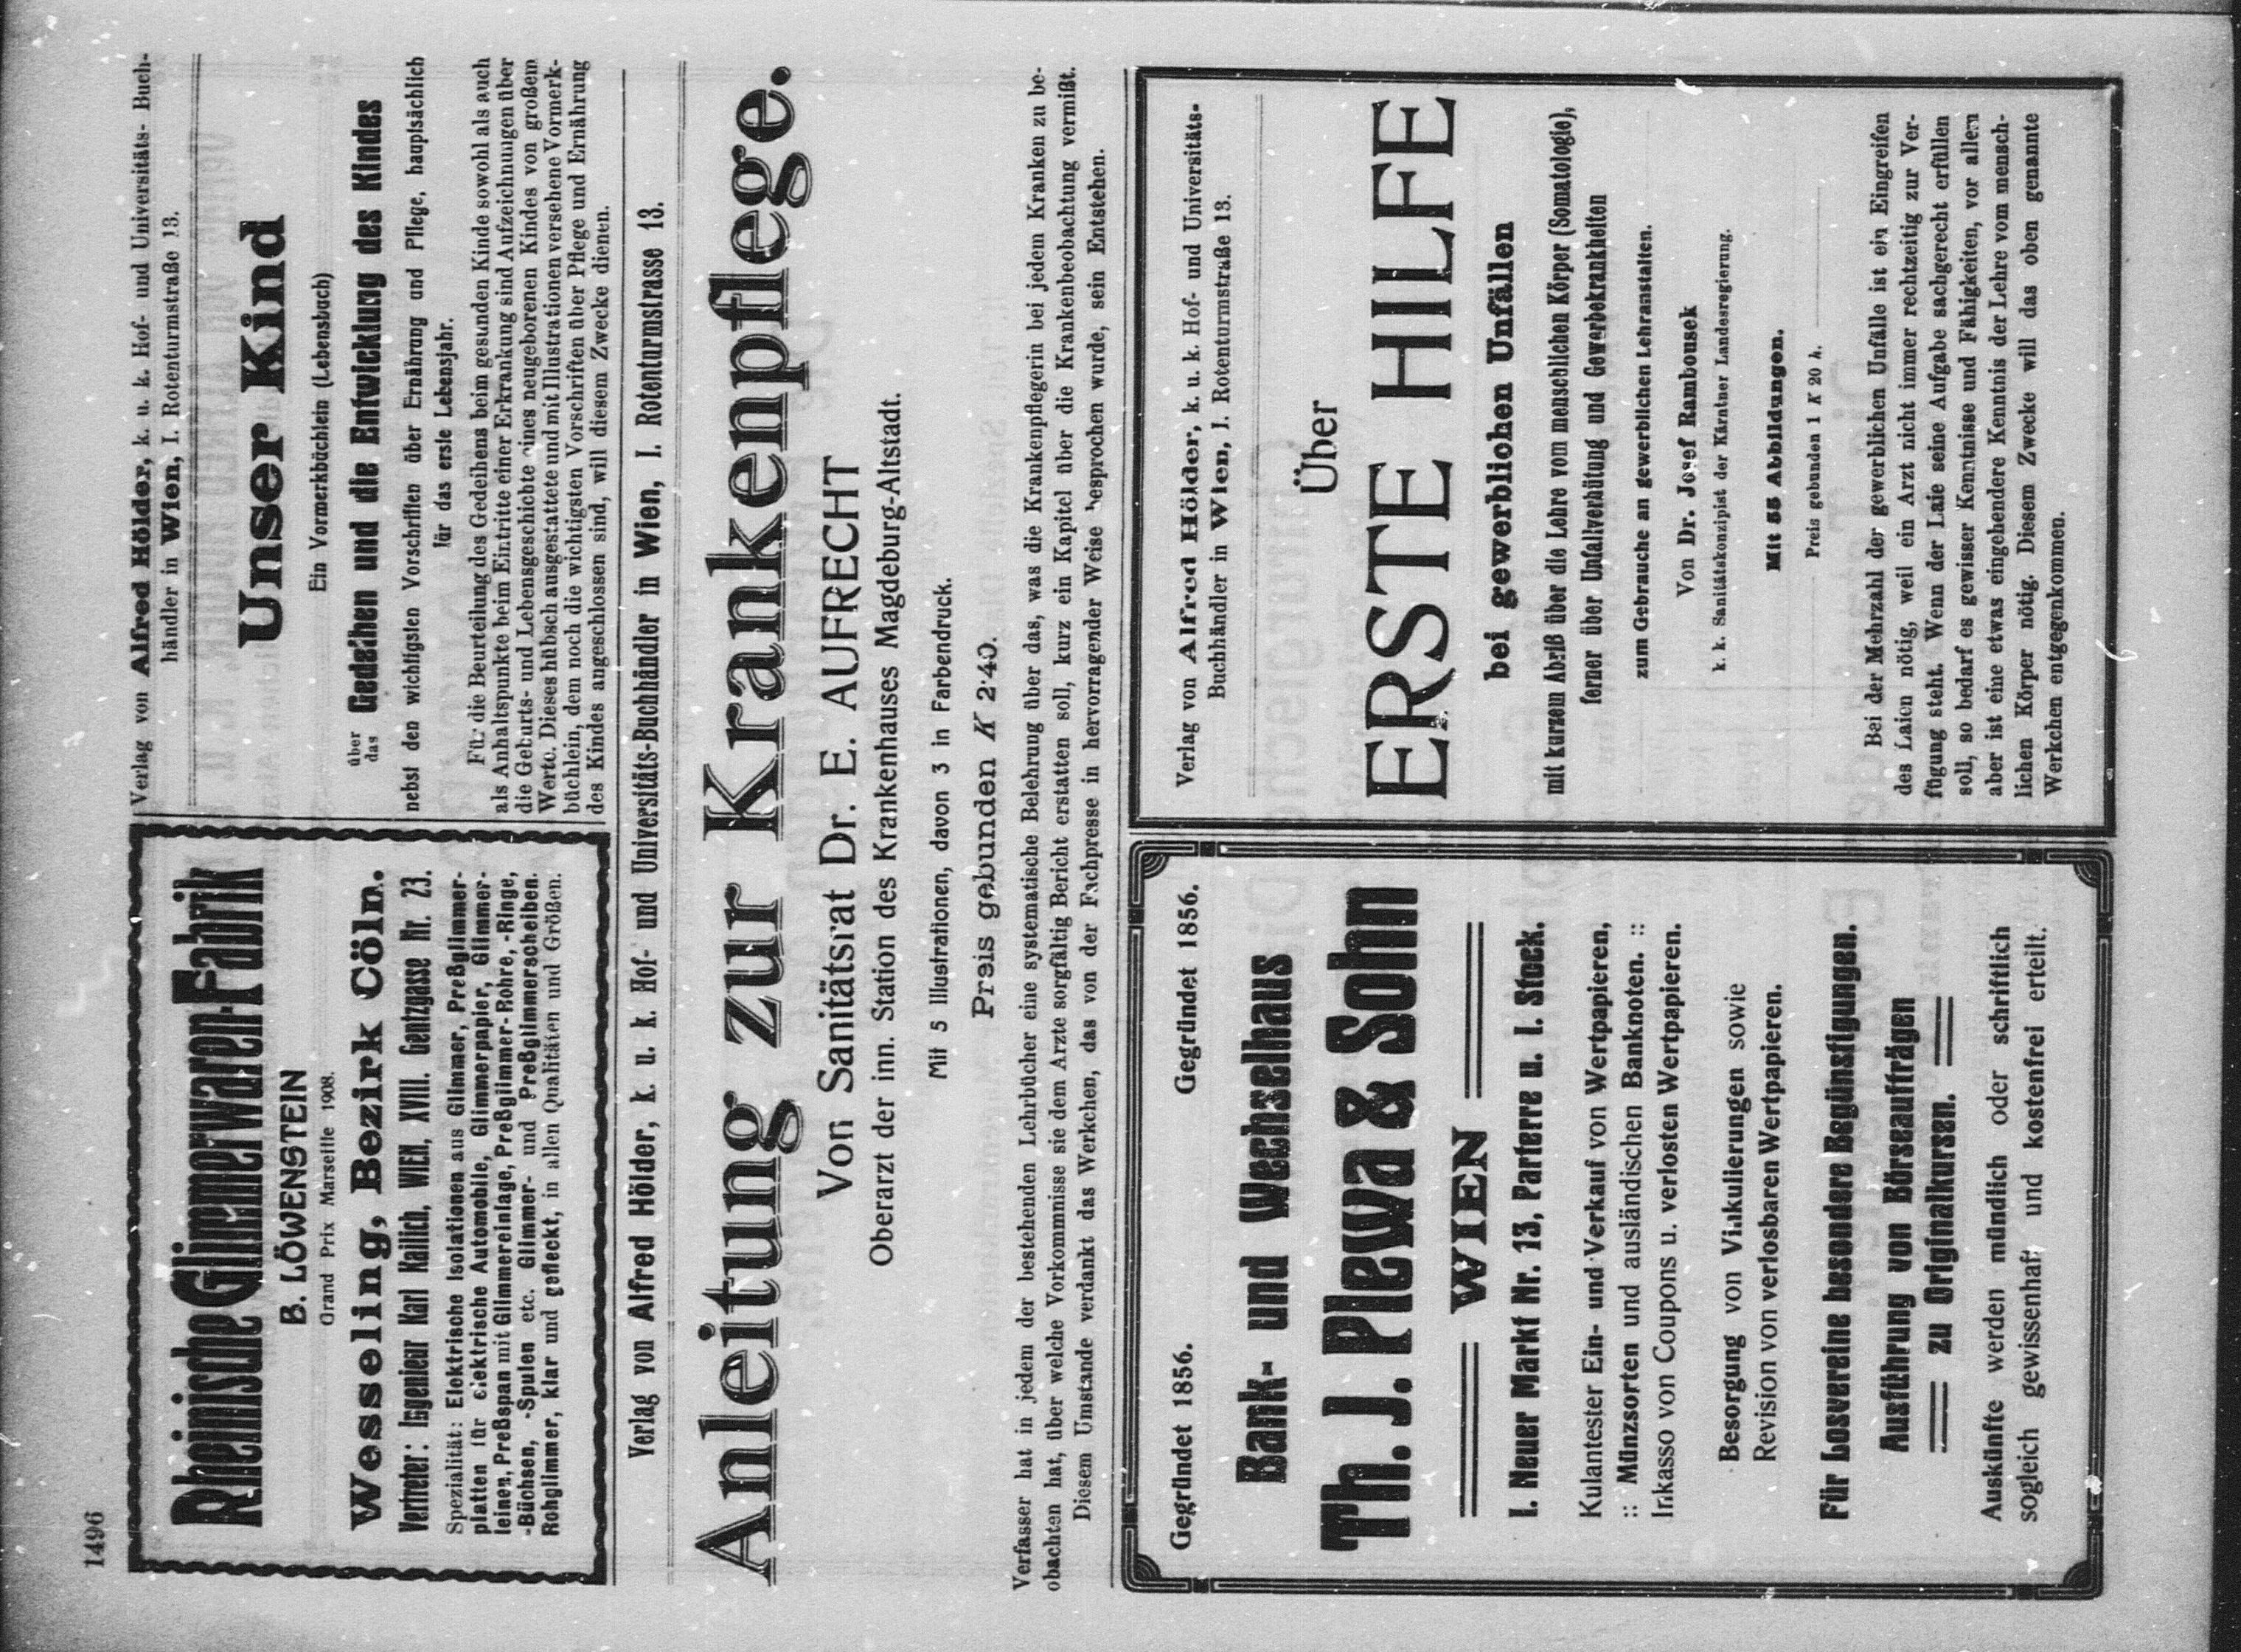 1496
Rheinische Glimmerwaren-Fabrik
B. LÖWENSTEIN
Grand Prix Marseille 1908.
Wesseling, Bezirk Cöln.
Vertreter: Ingenieur Karl Kailich, WIEN, XVIII. Gentzgasse Nr. 23.
Spezialität: Elektrische Isolationen aus Glimmer, Preßglimmer-
platten für elektrische Automobile, Glimmerpapier, Glimmer-
leinen, Preßspan mit Glimmereinlage, Preßglimmer-Rohre, -Ringe,
-Büchsen, -Spulen etc. Glimmer- und Preßglimmerscheiben.
Rohglimmer, klar und gefleckt, in allen Qualitäten und Größen.
Verlag von Alfred Hölder, k. u. k. Hof- und Universitäts-Buch-
händler in Wien, I. Rotenturmstraße 13.
Unser Kind
Ein Vormerkbüchlein (Lebensbuch)
über das Gedeihen und die Entwicklung des Kindes
nebst den wichtigsten Vorschriften über Ernährung und Pflege, hauptsächlich
für das erste Lebensjahr.
Für die Beurteilung des Gedeihens beim gesunden Kinde sowohl als auch
als Anhaltspunkte beim Eintritte einer Erkrankung sind Aufzeichnungen über
die Geburts- und Lebensgeschichte eines neugeborenen Kindes von großem
Werte. Dieses hübsch ausgestattete und mit Illustrationen versehene Vormerk-
büchlein, dem noch die wichtigsten Vorschriften über Pflege und Ernährung
des Kindes angeschlossen sind, will diesem Zwecke dienen.
Verlag von Alfred Hölder, k. u. k. Hof- und Universitäts-Buchhändler in Wien, I. Rotenturmstrasse 13.
Anleitung zur Krankenpflege.
Von Sanitätsrat Dr. E. AUFRECHT
Oberarzt der inn. Station des Krankenhauses Magdeburg-Altstadt.
Mit 5 Illustrationen, davon 3 in Farbendruck.
Preis gebunden K 2·40.
Verfasser hat in jedem der bestehenden Lehrbücher eine systematische Belehrung über das, was die Krankenpflegerin bei jedem Kranken zu be-
obachten hat, über welche Vorkommnisse sie dem Arzte sorgfältig Bericht erstatten soll, kurz ein Kapitel über die Krankenbeobachtung vermißt.
Diesem Umstande verdankt das Werkchen, das von der Fachpresse in hervorragender Weise besprochen wurde, sein Entstehen.
Gegründet 1856. Gegründet 1856.
Bank- und Wechselhaus
Th. J. Plewa & Sohn
WIEN
I. Neuer Markt Nr. 13, Parterre u. I. Stock.
Kulantester Ein- und Verkauf von Wertpapieren,
:: Münzsorten und ausländischen Banknoten. ::
Inkasso von Coupons u. verlosten Wertpapieren.
Besorgung von Vinkulierungen sowie
Revision von verlosbaren Wertpapieren.
Für Losvereine besondere Begünstigungen.
Ausführung von Börseaufträgen
zu Originalkursen.
Auskünfte werden mündlich oder schriftlich
sogleich gewissenhaft und kostenfrei erteilt.
Verlag von Alfred Hölder, k. u. k. Hof- und Universitäts-
Buchhändler in Wien, I. Rotenturmstraße 13.
Über
ERSTE HILFE
bei gewerblichen Unfällen
mit kurzem Abriß über die Lehre vom menschlichen Körper (Somatologie),
ferner über Unfallverhütung und Gewerbekrankheiten
zum Gebrauche an gewerblichen Lehranstalten.
Von Dr. Josef Rambousek
k. k. Sanitätskonzipist der Kärntner Landesregierung.
Mit 55 Abbildungen.
Preis gebunden 1 K 20 h.
Bei der Mehrzahl der gewerblichen Unfälle ist ein Eingreifen
des Laien nötig, weil ein Arzt nicht immer rechtzeitig zur Ver-
fügung steht. Wenn der Laie seine Aufgabe sachgerecht erfüllen
soll, so bedarf es gewisser Kenntnisse und Fähigkeiten, vor allem
aber ist eine etwas eingehendere Kenntnis der Lehre vom mensch-
lichen Körper nötig. Diesem Zwecke will das oben genannte
Werkchen entgegenkommen.